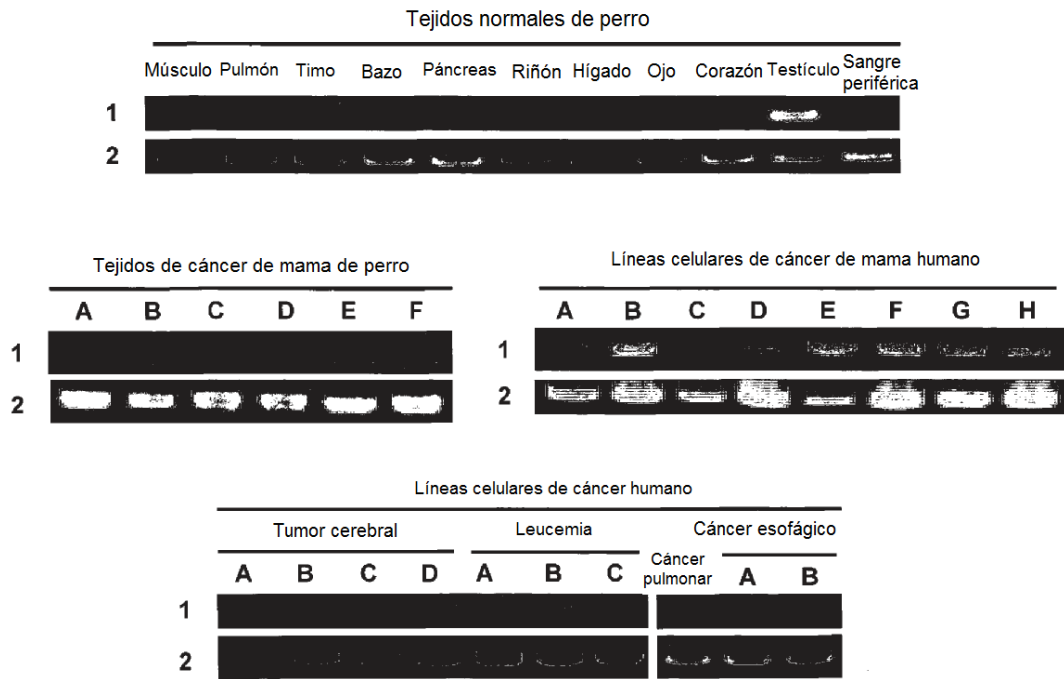 Tejidos normales de perro
Músculo Pulmón Timo Bazo Páncreas Riñón Hígado Ojo Corazón Testículo Sangre periférica
1
2
Tejidos de cáncer de mama de perro
A B C D E F
1
2
Líneas celulares de cáncer de mama humano
A B C D E F G H
1
2
Líneas celulares de cáncer humano
Tumor cerebral Leucemia Cáncer pulmonar Cáncer esofágico
A B C D A B C A B
1
2